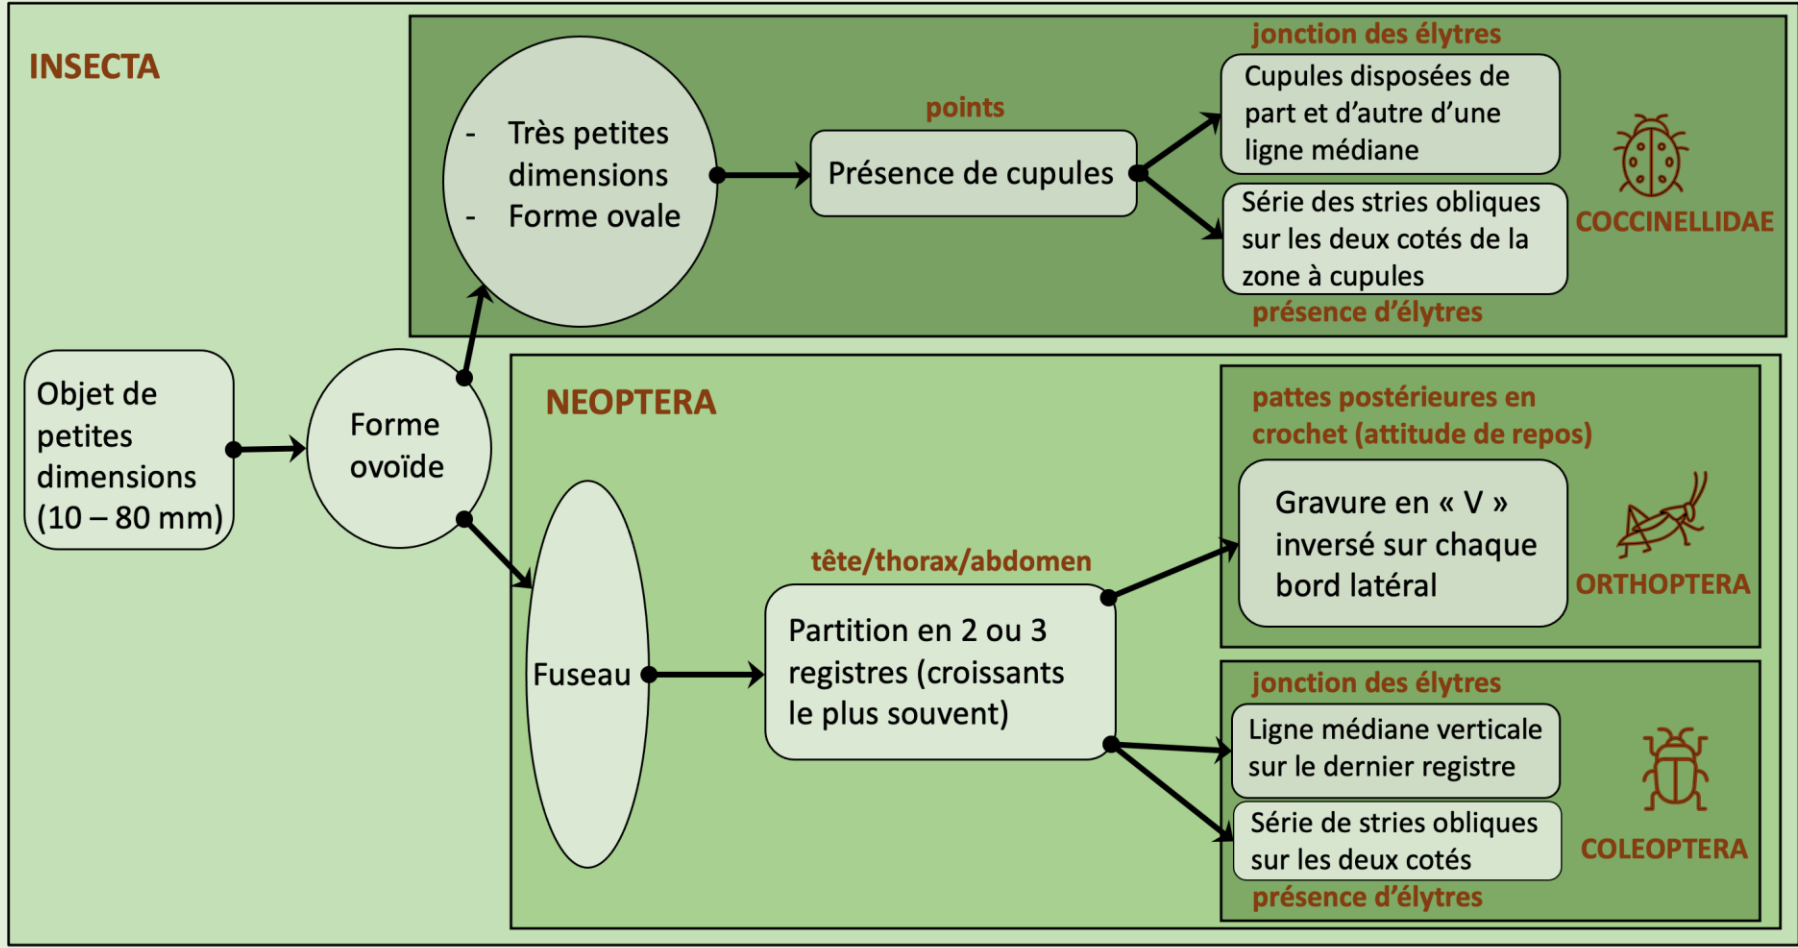 INSECTA
- Très petites
dimensions
- Forme ovale
points
Présence de cupules
jonction des élytres
Cupules disposées de
part et d’autre d’une
ligne médiane
Série des stries obliques
sur les deux cotés de la
zone à cupules
présence d’élytres
COCCINELLIDAE
Objet de
petites
dimensions
(10 – 80 mm)
Forme
ovoïde
NEOPTERA
Fuseau
tête/thorax/abdomen
Partition en 2 ou 3
registres (croissants
le plus souvent)
pattes postérieures en
crochet (attitude de repos)
Gravure en « V »
inversé sur chaque
bord latéral
ORTHOPTERA
jonction des élytres
Ligne médiane verticale
sur le dernier registre
Série de stries obliques
sur les deux cotés
présence d’élytres
COLEOPTERA